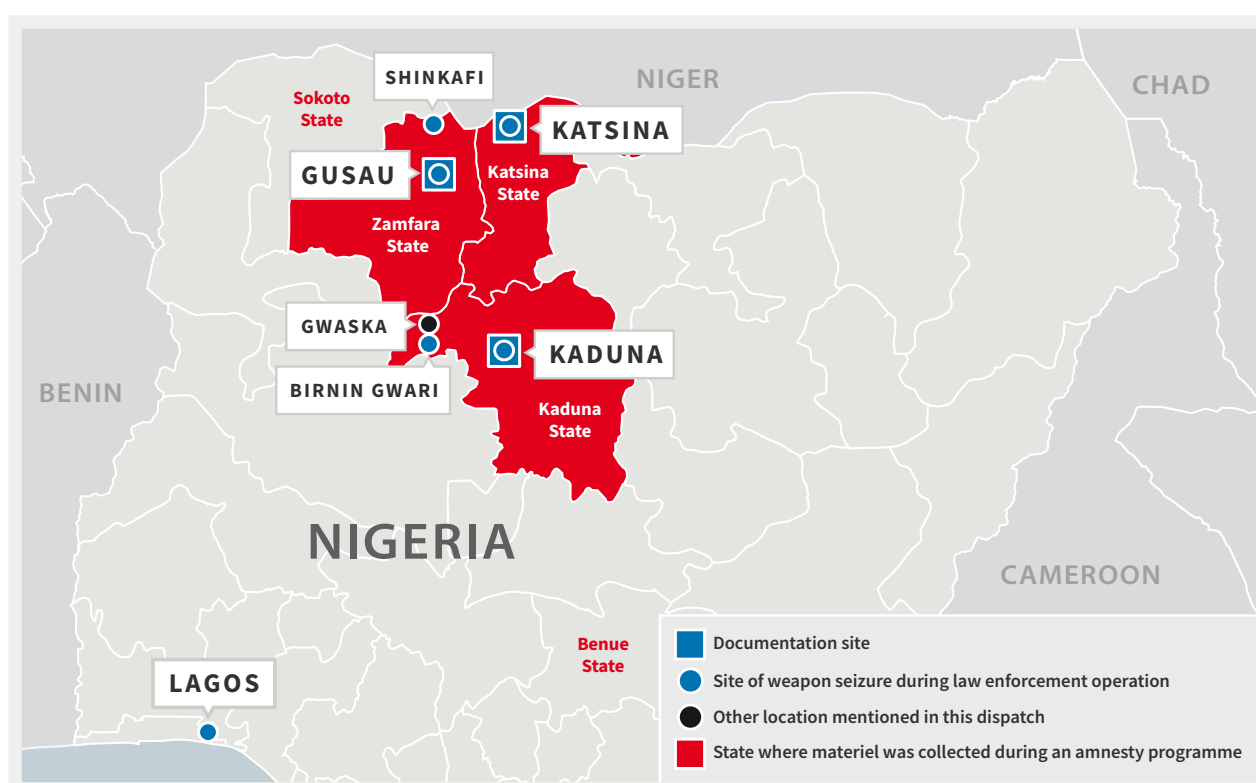 SHINKAFI
NIGER
CHAD
Sokoto
State
KATSINA
GUSAU
Katsina
State
Zamfara
State
GWASKA
KADUNA
BENIN
BIRNIN GWARI
Kaduna
State
NIGERIA
CAMEROON
Benue
State
LAGOS
Documentation site
Site of weapon seizure during law enforcement operation
Other location mentioned in this dispatch
State where materiel was collected during an amnesty programme